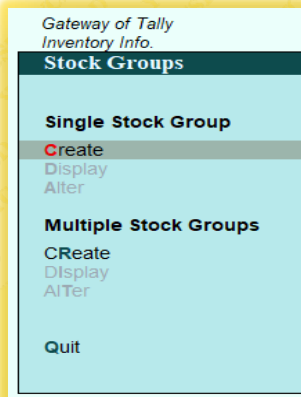 Gateway of Tally
Inventory Info.
Stock Groups
Single Stock Group
Create
Display
Alter
Multiple Stock Groups
CReate
DIsplay
AlTer
Quit